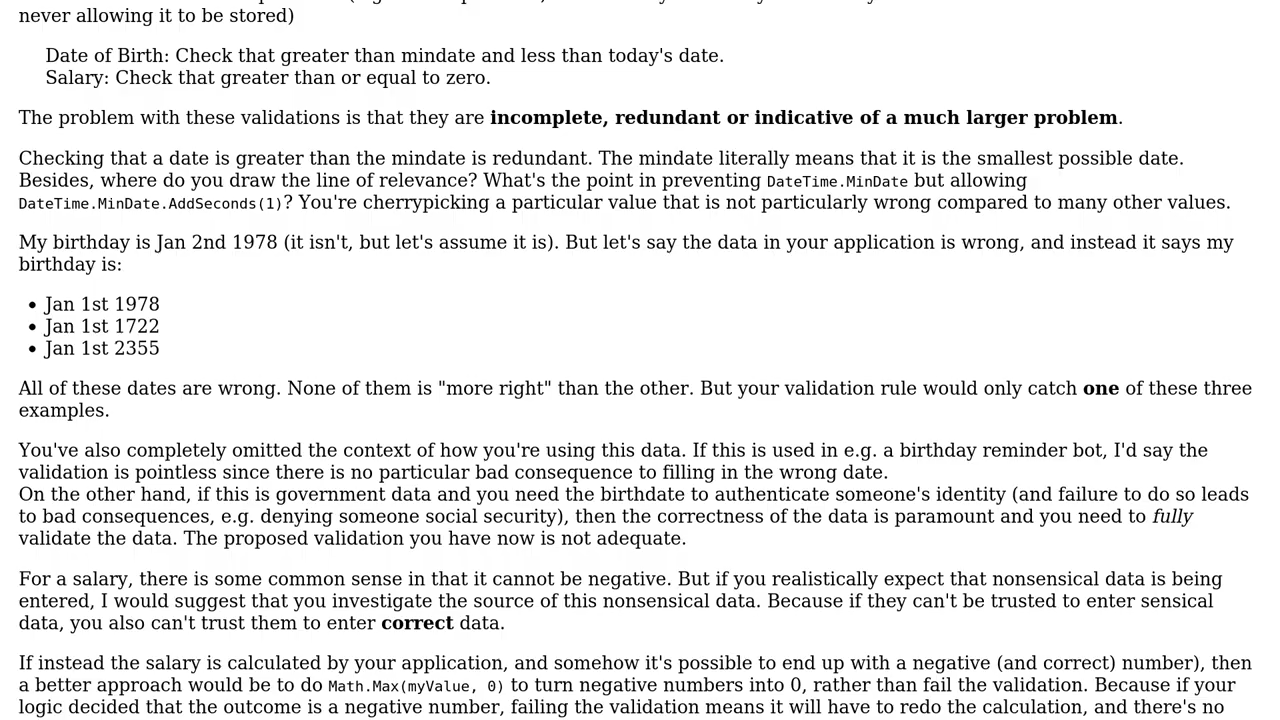 never allowing it to be stored)
Date of Birth: Check that greater than mindate and less than today's date.
Salary: Check that greater than or equal to zero.
The problem with these validations is that they are incomplete, redundant or indicative of a much larger problem.
Checking that a date is greater than the mindate is redundant. The mindate literally means that it is the smallest possible date.
Besides, where do you draw the line of relevance? What's the point in preventing DateTime.MinDate but allowing
DateTime.MinDate.AddSeconds(1)? You're cherrypicking a particular value that is not particularly wrong compared to many other values.
My birthday is Jan 2nd 1978 (it isn't, but let's assume it is). But let's say the data in your application is wrong, and instead it says my
birthday is:
• Jan 1st 1978
• Jan 1st 1722
• Jan 1st 2355
All of these dates are wrong. None of them is "more right" than the other. But your validation rule would only catch one of these three
examples.
You've also completely omitted the context of how you're using this data. If this is used in e.g. a birthday reminder bot, I'd say the
validation is pointless since there is no particular bad consequence to filling in the wrong date.
On the other hand, if this is government data and you need the birthdate to authenticate someone's identity (and failure to do so leads
to bad consequences, e.g. denying someone social security), then the correctness of the data is paramount and you need to fully
validate the data. The proposed validation you have now is not adequate.
For a salary, there is some common sense in that it cannot be negative. But if you realistically expect that nonsensical data is being
entered, I would suggest that you investigate the source of this nonsensical data. Because if they can't be trusted to enter sensical
data, you also can't trust them to enter correct data.
If instead the salary is calculated by your application, and somehow it's possible to end up with a negative (and correct) number), then
a better approach would be to do Math.Max(myValue, 0) to turn negative numbers into 0, rather than fail the validation. Because if your
logic decided that the outcome is a negative number, failing the validation means it will have to redo the calculation, and there's no